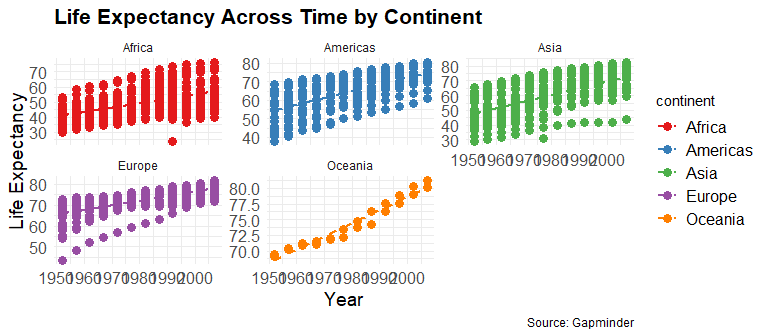 Life Expectancy Across Time by Continent
Africa
Americas
Asia
70
60
50
40
30
80
70
60
50
40
80
70
60
50
40
30
1950 1960 1970 1980 1990 2000
Europe
Oceania
80
70
60
50
80.0
77.5
75.0
72.5
70.0
1950 1960 1970 1980 1990 2000
1950 1960 1970 1980 1990 2000
Life Expectancy
Year
continent
Africa
Americas
Asia
Europe
Oceania
Source: Gapminder